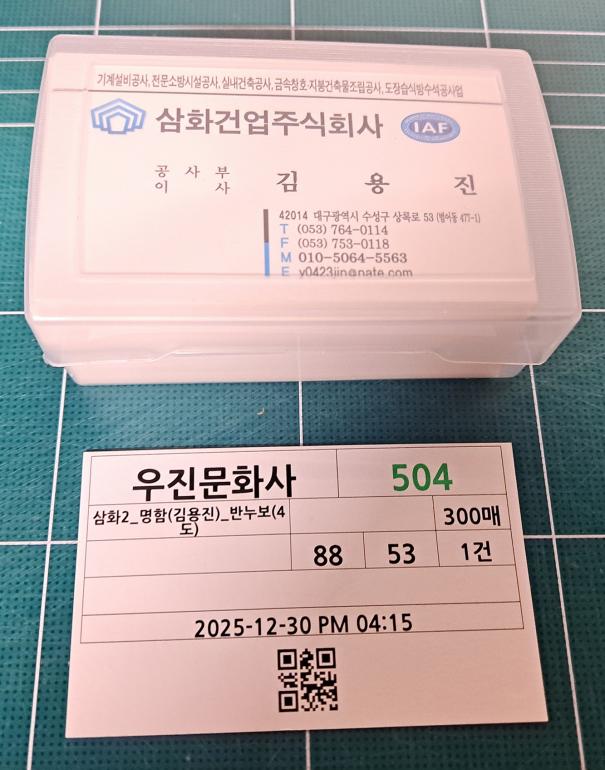 기계설비공사, 전문소방시설공사, 실내건축공사, 금속창호·지붕건축물조립공사, 도장습식방수석공사업
삼화건업주식회사 IAF
공사부
이사 김용진
42014 대구광역시 수성구 상록로 53 (범어동 477-1)
T (053) 764-0114
F (053) 753-0118
M 010-5064-5563
E y0423jin@nate.com
우진문화사 504
삼화2_명함(김용진)_반누보(4
도) 300매
88 53 1건
2025-12-30 PM 04:15